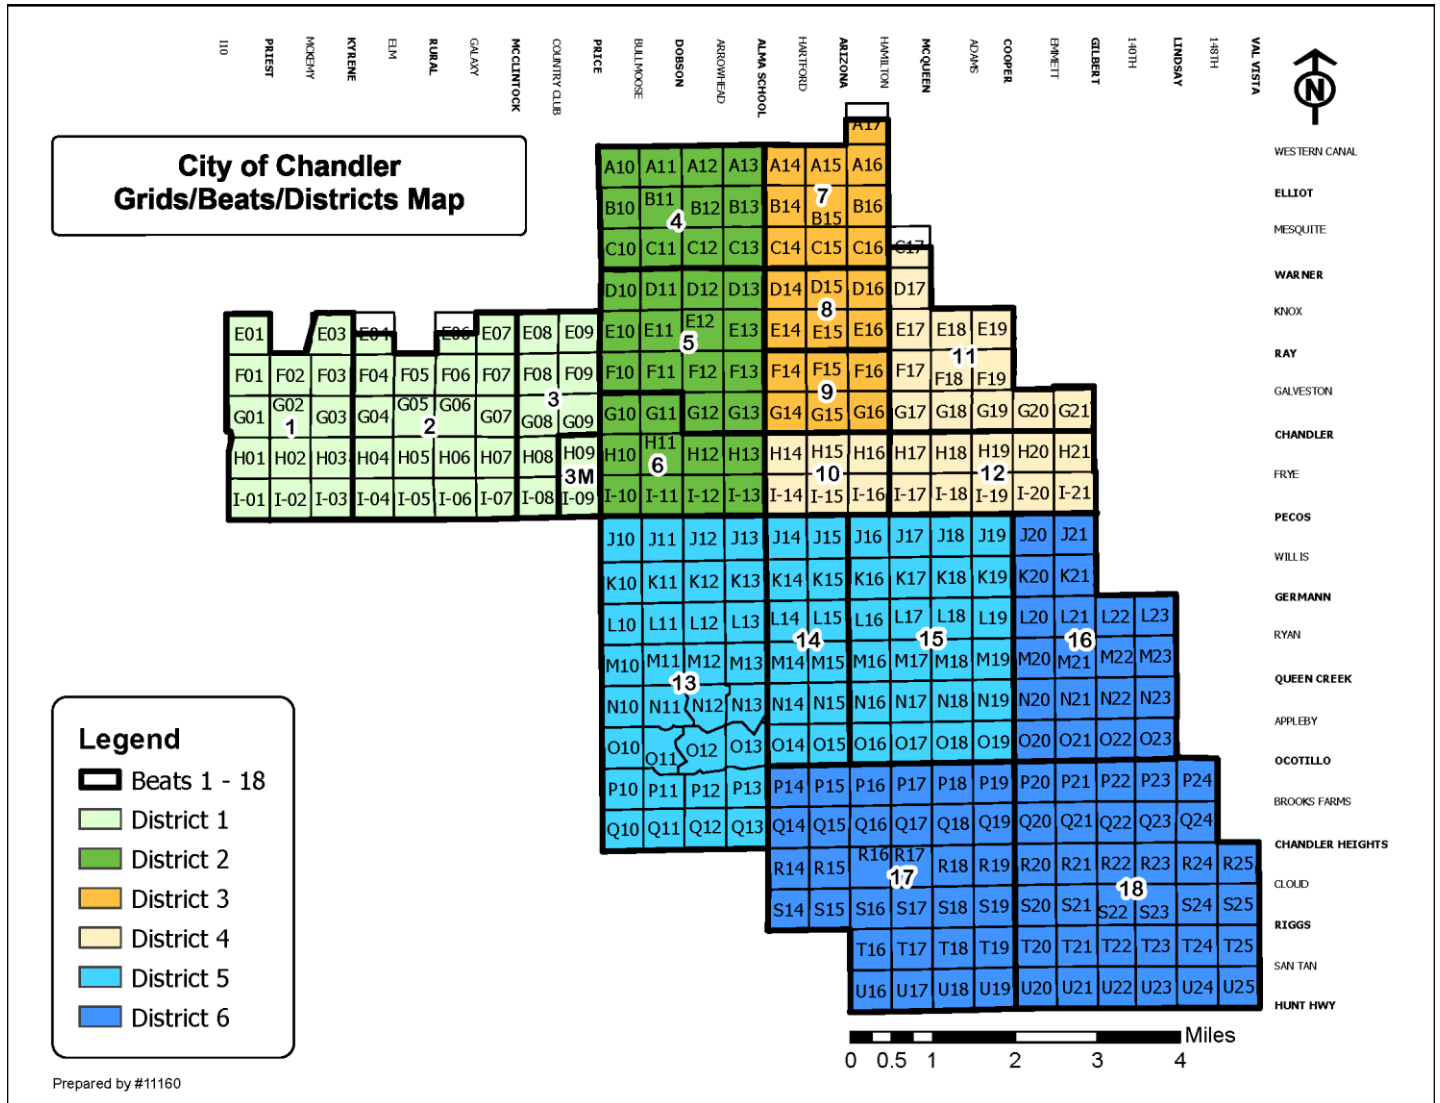 I10 PRIEST MCKEMY KYRENE ELM RURAL GALAXY MCCLINTOCK COUNTRY CLUB PRICE BULLMOOSE DOBSON ARROWHEAD ALMA SCHOOL HARTFORD ARIZONA HAMILTON MCQUEEN ADAMS COOPER EMMETT GILBERT 140TH LINDSAY 148TH VAL VISTA
N
City of Chandler
Grids/Beats/Districts Map
A17
A10 A11 A12 A13 A14 A15 A16 WESTERN CANAL
ELLIOT
B10 B11 B12 B13 B14 B15 B16
4 7
MESQUITE
C10 C11 C12 C13 C14 C15 C16 C17
WARNER
D10 D11 D12 D13 D14 D15 D16 D17
8
KNOX
E01 E03 E04 E06 E07 E08 E09 E10 E11 E12 E13 E14 E15 E16 E17 E18 E19
5 11
RAY
F01 F02 F03 F04 F05 F06 F07 F08 F09 F10 F11 F12 F13 F14 F15 F16 F17 F18 F19
3 9
GALVESTON
G01 G02 G03 G04 G05 G06 G07 G08 G09 G10 G11 G12 G13 G14 G15 G16 G17 G18 G19 G20 G21
1 2
CHANDLER
H01 H02 H03 H04 H05 H06 H07 H08 H09 H10 H11 H12 H13 H14 H15 H16 H17 H18 H19 H20 H21
3M 6 10 12
FRYE
I-01 I-02 I-03 I-04 I-05 I-06 I-07 I-08 I-09 I-10 I-11 I-12 I-13 I-14 I-15 I-16 I-17 I-18 I-19 I-20 I-21
PECOS
J10 J11 J12 J13 J14 J15 J16 J17 J18 J19 J20 J21
WILLIS
K10 K11 K12 K13 K14 K15 K16 K17 K18 K19 K20 K21
GERMANN
L10 L11 L12 L13 L14 L15 L16 L17 L18 L19 L20 L21 L22 L23
14 15 16
RYAN
M10 M11 M12 M13 M14 M15 M16 M17 M18 M19 M20 M21 M22 M23
13
QUEEN CREEK
N10 N11 N12 N13 N14 N15 N16 N17 N18 N19 N20 N21 N22 N23
APPLEBY
O10 O11 O12 O13 O14 O15 O16 O17 O18 O19 O20 O21 O22 O23
OCOTILLO
P10 P11 P12 P13 P14 P15 P16 P17 P18 P19 P20 P21 P22 P23 P24
BROOKS FARMS
Q10 Q11 Q12 Q13 Q14 Q15 Q16 Q17 Q18 Q19 Q20 Q21 Q22 Q23 Q24
CHANDLER HEIGHTS
R14 R15 R16 R17 R18 R19 R20 R21 R22 R23 R24 R25
17 18
CLOUD
S14 S15 S16 S17 S18 S19 S20 S21 S22 S23 S24 S25
RIGGS
T16 T17 T18 T19 T20 T21 T22 T23 T24 T25
SAN TAN
U16 U17 U18 U19 U20 U21 U22 U23 U24 U25
HUNT HWY
Legend
Beats 1 - 18
District 1
District 2
District 3
District 4
District 5
District 6
Miles
0 0.5 1 2 3 4
Prepared by #11160